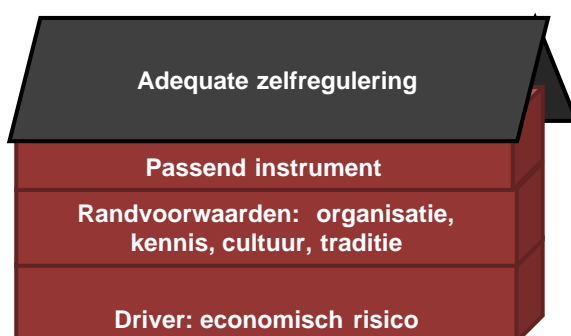 Adequate zelfregulering
Passend instrument
Randvoorwaarden: organisatie,
kennis, cultuur, traditie
Driver: economisch risico